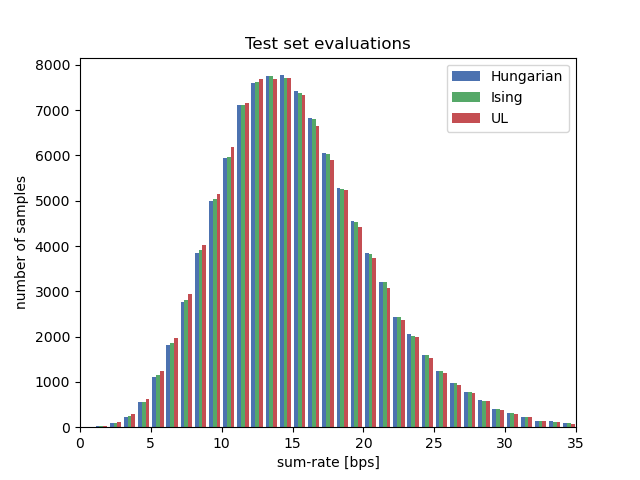 Test set evaluations
number of samples
8000
7000
6000
5000
4000
3000
2000
1000
0
Hungarian
Ising
UL
0 5 10 15 20 25 30 35
sum-rate [bps]